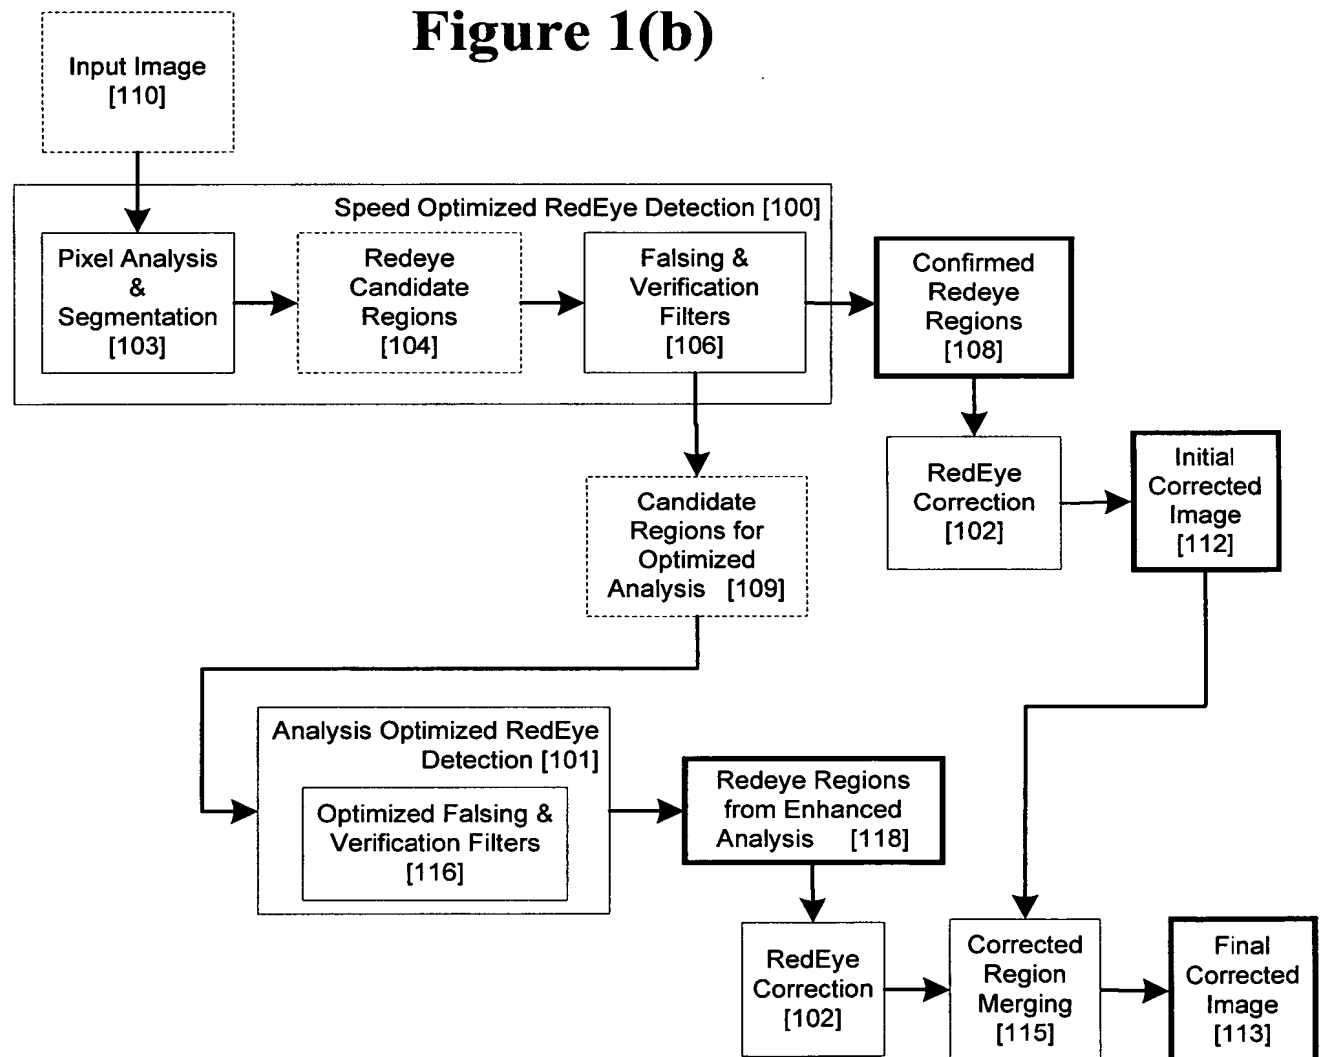 Figure 1(b)
Input Image
[110]
Speed Optimized RedEye Detection [100]
Pixel Analysis
&
Segmentation
[103]
Redeye
Candidate
Regions
[104]
Falsing &
Verification
Filters
[106]
Confirmed
Redeye
Regions
[108]
RedEye
Correction
[102]
Initial
Corrected
Image
[112]
Candidate
Regions for
Optimized
Analysis [109]
Analysis Optimized RedEye
Detection [101]
Optimized Falsing &
Verification Filters
[116]
Redeye Regions
from Enhanced
Analysis [118]
RedEye
Correction
[102]
Corrected
Region
Merging
[115]
Final
Corrected
Image
[113]